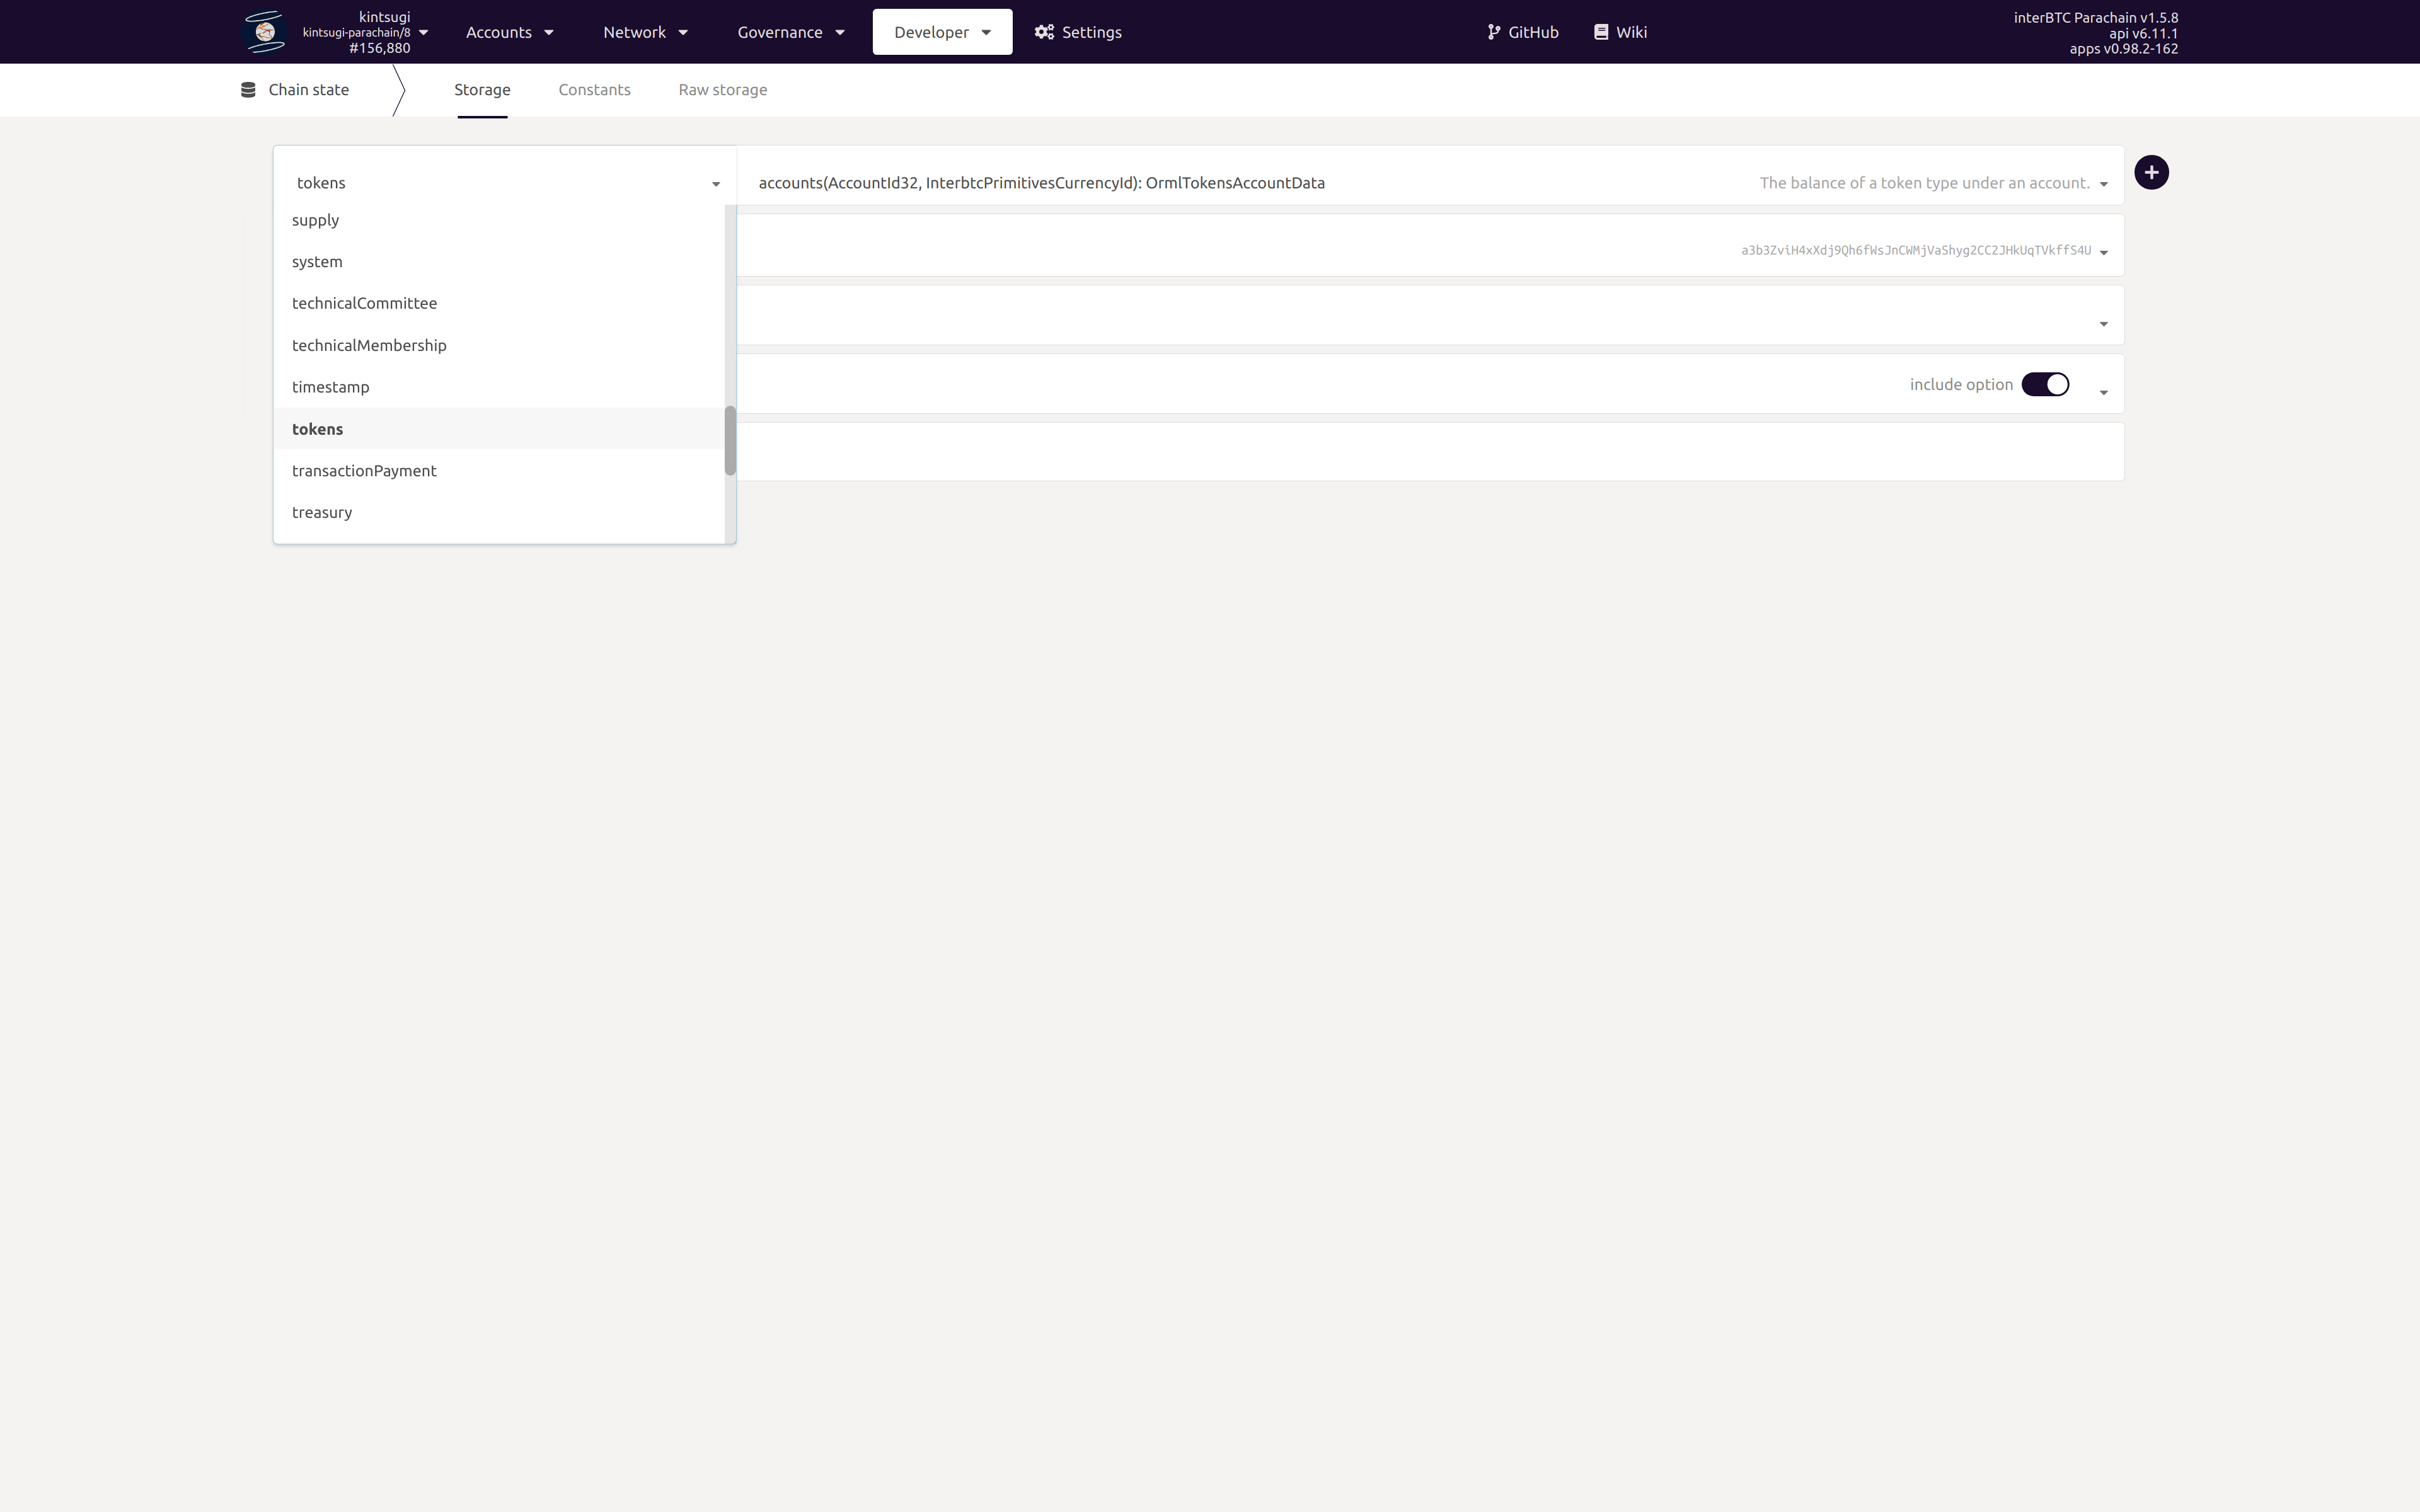 kintsugi
kintsugi-parachain/8
#156,880
Accounts
Network
Governance
Developer
Settings
GitHub
Wiki
interBTC Parachain v1.5.8
api v6.11.1
apps v0.98.2-162
Chain state
Storage
Constants
Raw storage
tokens
accounts(AccountId32, InterbtcPrimitivesCurrencyId): OrmlTokensAccountData
The balance of a token type under an account.
supply
system
technicalCommittee
technicalMembership
timestamp
tokens
transactionPayment
treasury
a3b3ZviH4xXdj9Qh6fWsJnCWMjVaShyg2CC2JHkUqTVkffS4U
include option